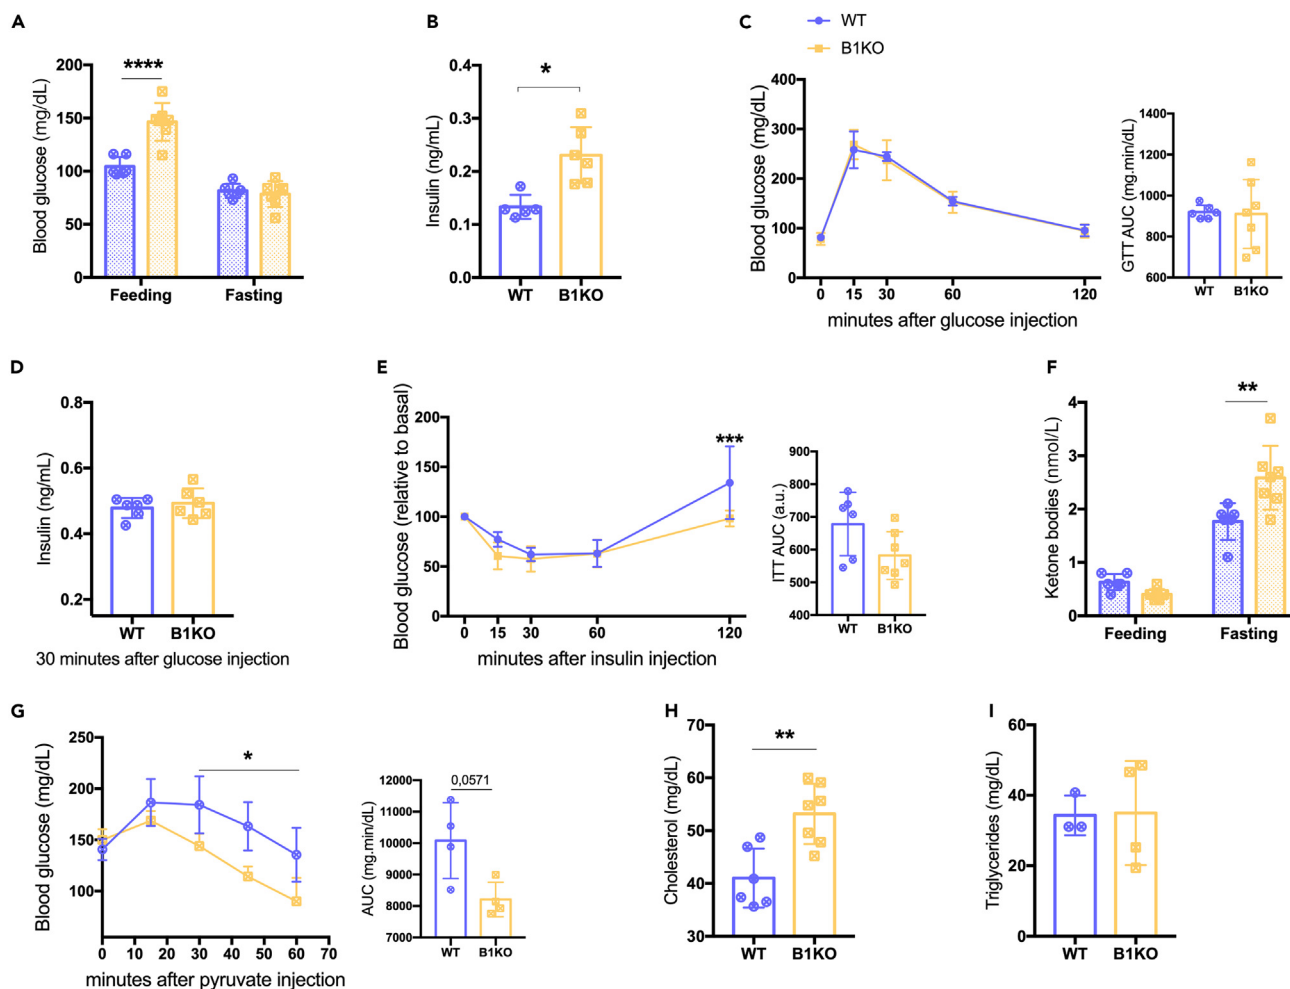 A
Blood glucose (mg/dL)
200
150
100
50
0
****
Feeding
Fasting
B
Insulin (ng/mL)
0.4
0.3
0.2
0.1
0.0
*
WT
B1KO
C
WT
B1KO
Blood glucose (mg/dL)
400
300
200
100
0
0 15 30 60 120
minutes after glucose injection
GTT AUC (mg.min/dL)
1400
1200
1000
800
600
WT
B1KO
D
Insulin (ng/mL)
0.8
0.6
0.4
0.2
WT
B1KO
30 minutes after glucose injection
E
Blood glucose (relative to basal)
200
150
100
50
0
***
0 15 30 60 120
minutes after insulin injection
ITT AUC (a.u.)
900
800
700
600
500
400
WT
B1KO
F
Ketone bodies (nmol/L)
4
3
2
1
0
**
Feeding
Fasting
G
Blood glucose (mg/dL)
250
200
150
100
*
0 10 20 30 40 50 60 70
minutes after pyruvate injection
AUC (mg.min/dL)
12000
11000
10000
9000
8000
7000
0,0571
WT
B1KO
H
Cholesterol (mg/dL)
70
60
50
40
30
**
WT
B1KO
I
Triglycerides (mg/dL)
60
40
20
0
WT
B1KO